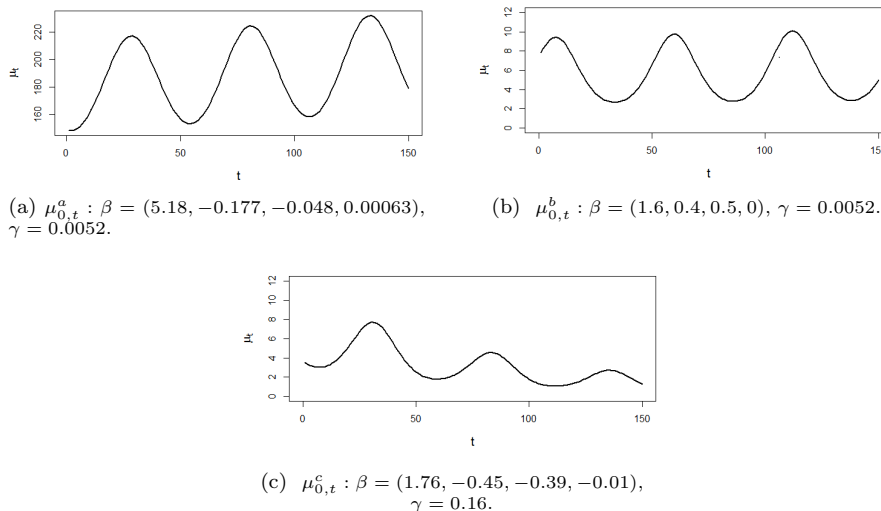 220
200
180
160
μt
0
50
100
150
t
(a) μ^a_{0,t} : β = (5.18, −0.177, −0.048, 0.00063),
γ = 0.0052.
12
10
8
6
4
2
0
μt
0
50
100
150
t
(b) μ^b_{0,t} : β = (1.6, 0.4, 0.5, 0), γ = 0.0052.
12
10
8
6
4
2
0
μt
0
50
100
150
t
(c) μ^c_{0,t} : β = (1.76, −0.45, −0.39, −0.01),
γ = 0.16.